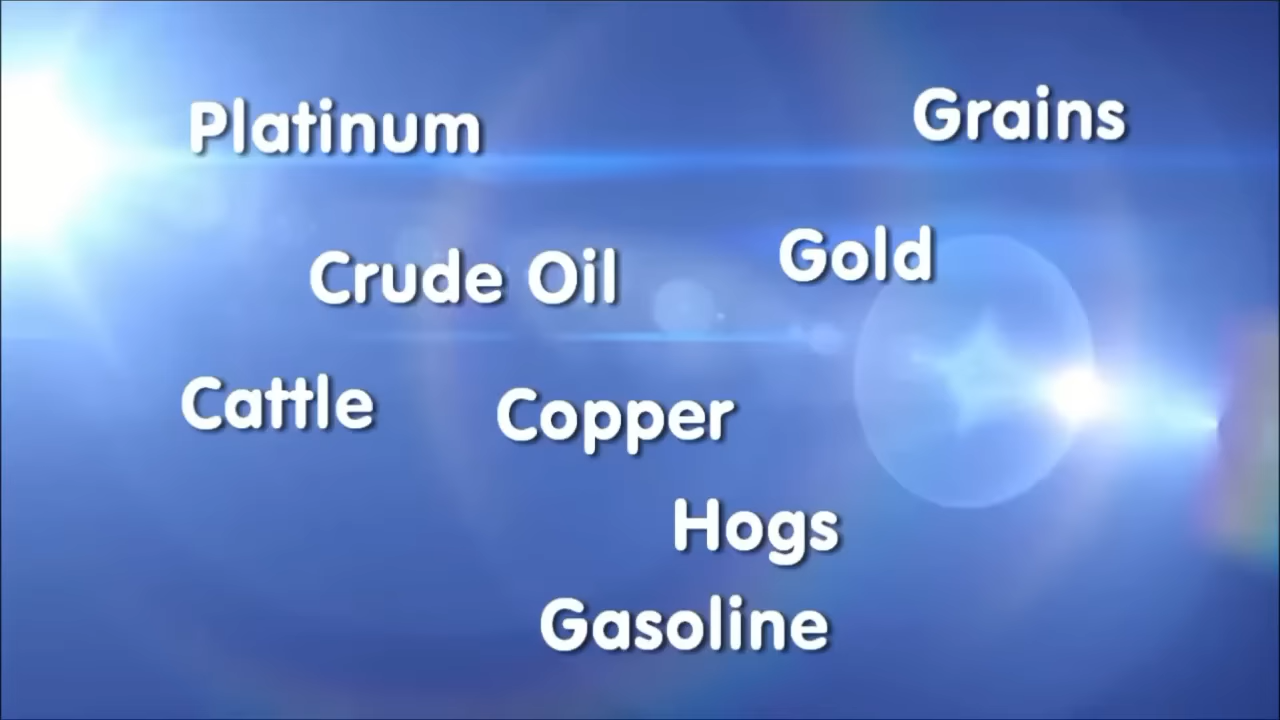 Platinum
Grains
Crude Oil
Gold
Cattle
Copper
Hogs
Gasoline